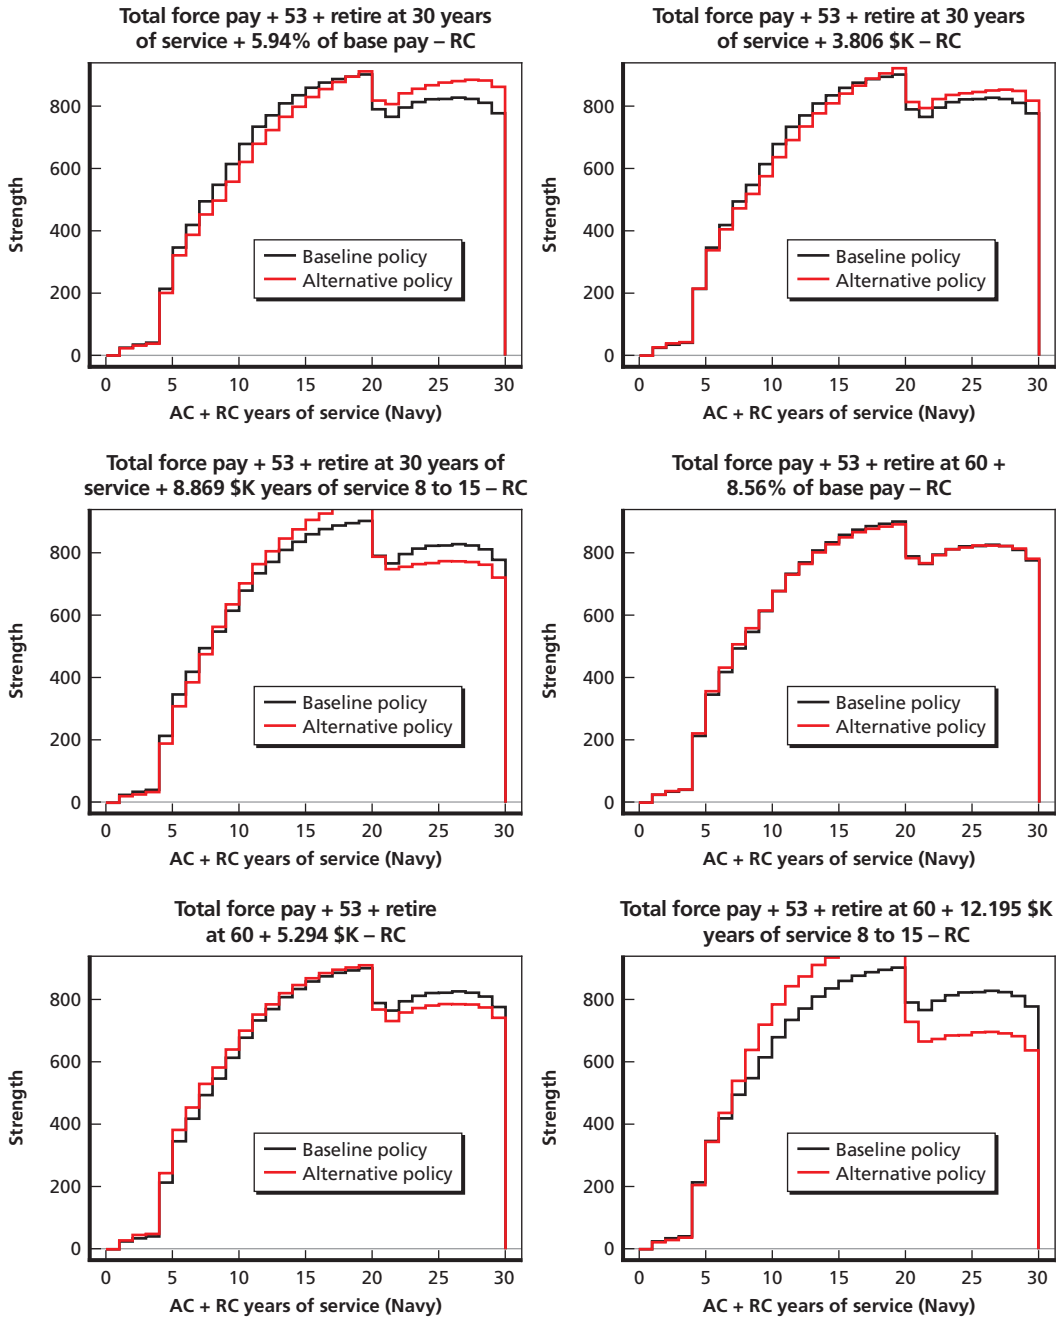 Total force pay + 53 + retire at 30 years
of service + 5.94% of base pay – RC
Strength
800
600
400
200
0
Baseline policy
Alternative policy
0 5 10 15 20 25 30
AC + RC years of service (Navy)
Total force pay + 53 + retire at 30 years
of service + 3.806 $K – RC
Strength
800
600
400
200
0
Baseline policy
Alternative policy
0 5 10 15 20 25 30
AC + RC years of service (Navy)
Total force pay + 53 + retire at 30 years of
service + 8.869 $K years of service 8 to 15 – RC
Strength
800
600
400
200
0
Baseline policy
Alternative policy
0 5 10 15 20 25 30
AC + RC years of service (Navy)
Total force pay + 53 + retire at 60 +
8.56% of base pay – RC
Strength
800
600
400
200
0
Baseline policy
Alternative policy
0 5 10 15 20 25 30
AC + RC years of service (Navy)
Total force pay + 53 + retire
at 60 + 5.294 $K – RC
Strength
800
600
400
200
0
Baseline policy
Alternative policy
0 5 10 15 20 25 30
AC + RC years of service (Navy)
Total force pay + 53 + retire at 60 + 12.195 $K
years of service 8 to 15 – RC
Strength
800
600
400
200
0
Baseline policy
Alternative policy
0 5 10 15 20 25 30
AC + RC years of service (Navy)